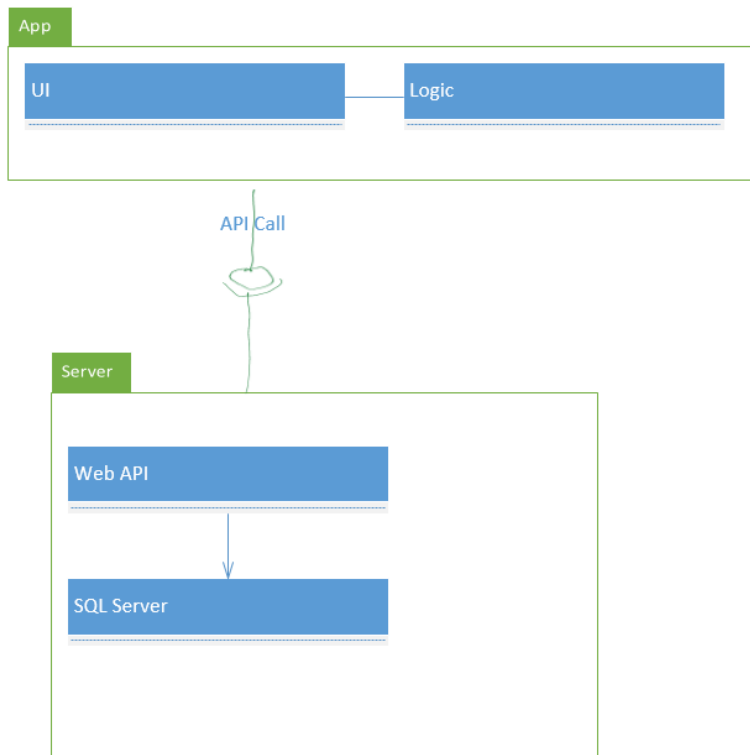 App
UI
Logic
API Call
Server
Web API
SQL Server